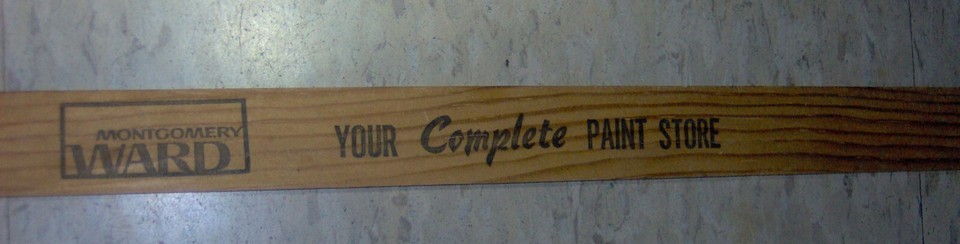 MONTGOMERY
WARD
YOUR Complete PAINT STORE